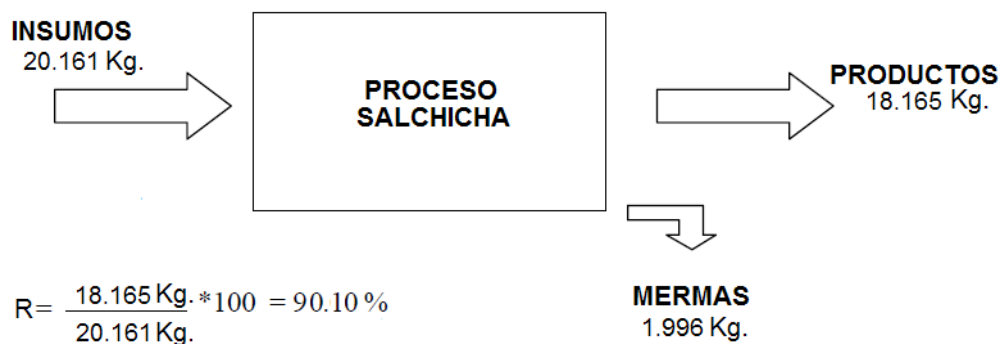 INSUMOS
20.161 Kg.
PROCESO
SALCHICHA
PRODUCTOS
18.165 Kg.
R= 18.165 Kg. *100 = 90.10 %
20.161 Kg.
MERMAS
1.996 Kg.